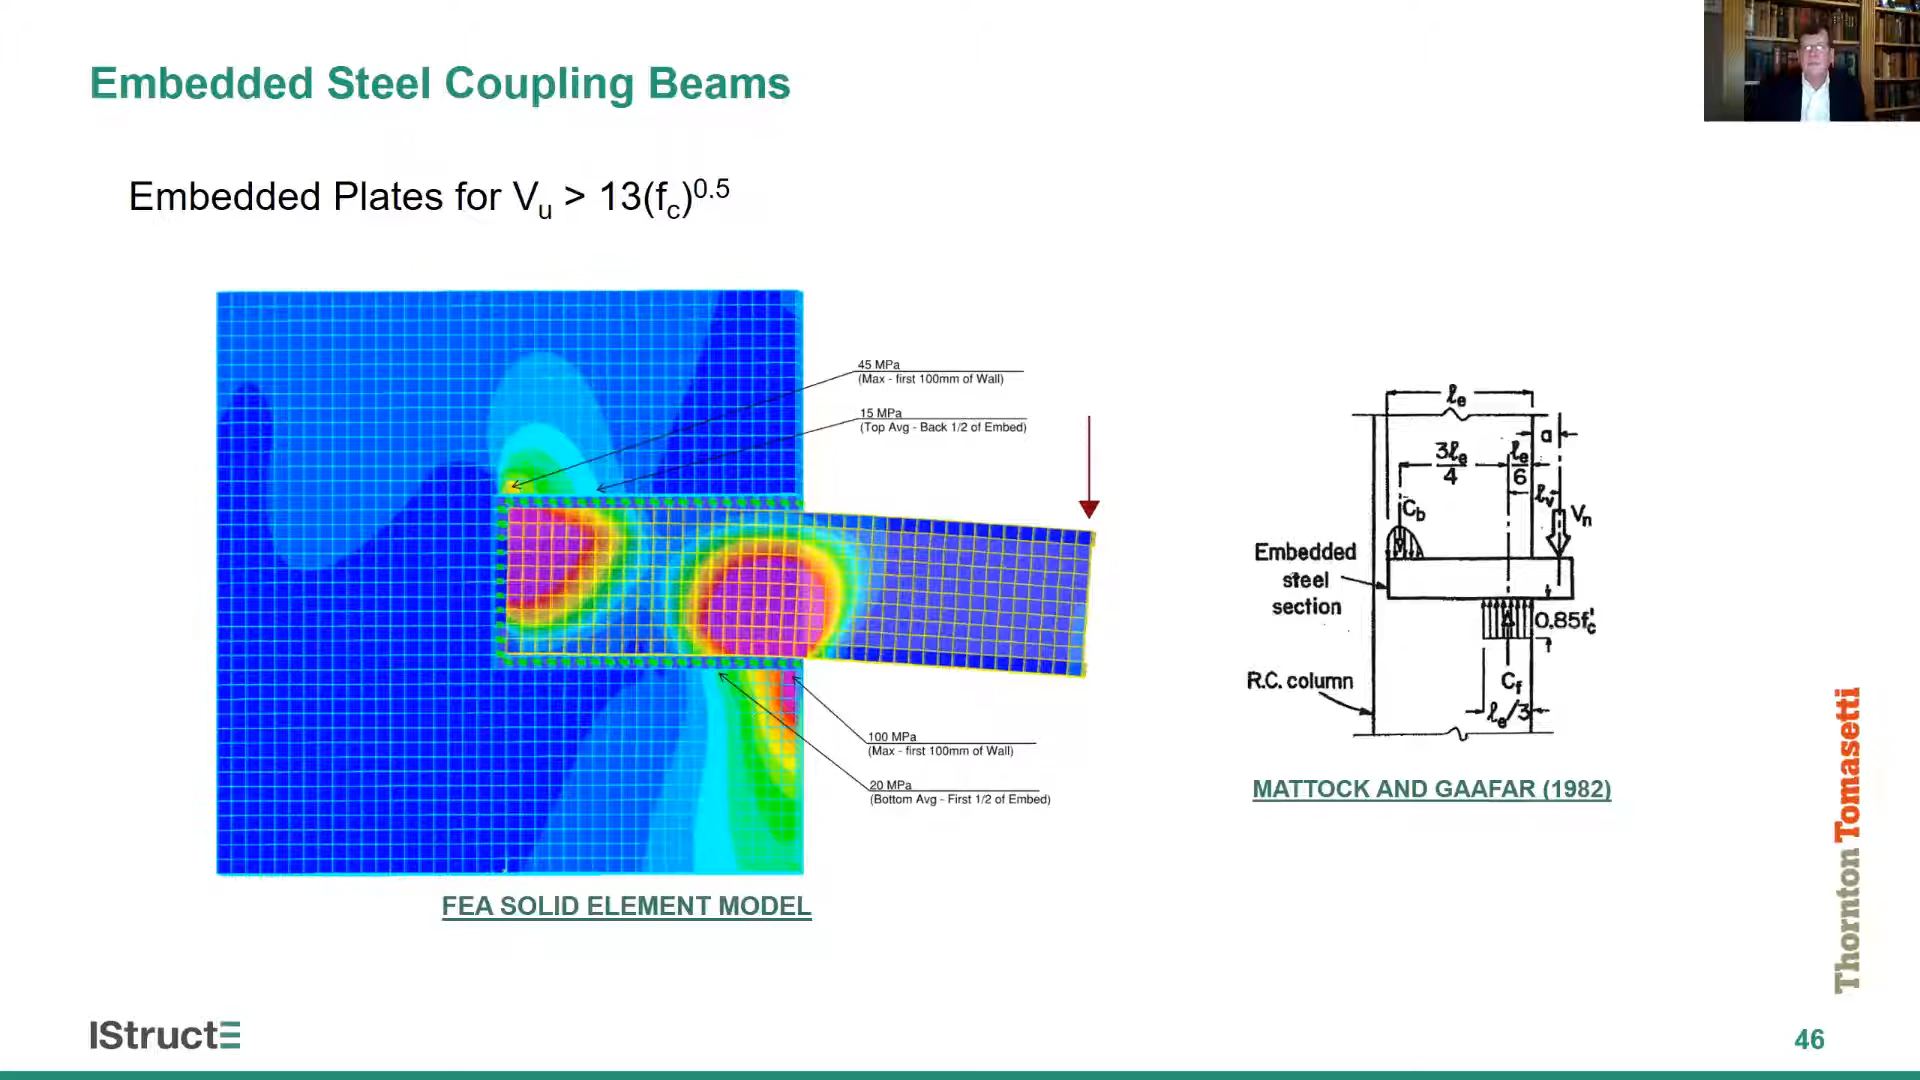 Embedded Steel Coupling Beams
Embedded Plates for Vu > 13(fc)0.5
45 MPa
(Max - first 100mm of Wall)
15 MPa
(Top Avg - Back 1/2 of Embed)
100 MPa
(Max - first 100mm of Wall)
20 MPa
(Bottom Avg - First 1/2 of Embed)
FEA SOLID ELEMENT MODEL
ℓe
a
3ℓe
4
ℓe
6
ℓv
Cb
Vn
Embedded
steel
section
0.85f'c
R.C. column
Cf
ℓe/3
MATTOCK AND GAAFAR (1982)
Thornton Tomasetti
IStructE
46